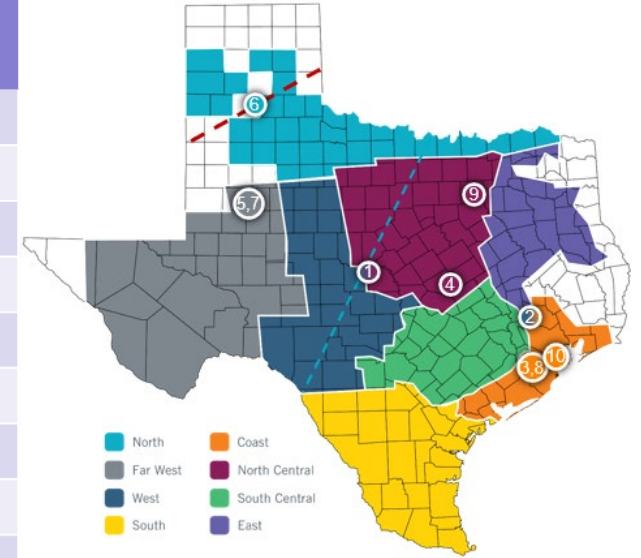 6
5,7
9
1
4
2
10
3,8
North
Coast
Far West
North Central
West
South Central
South
East